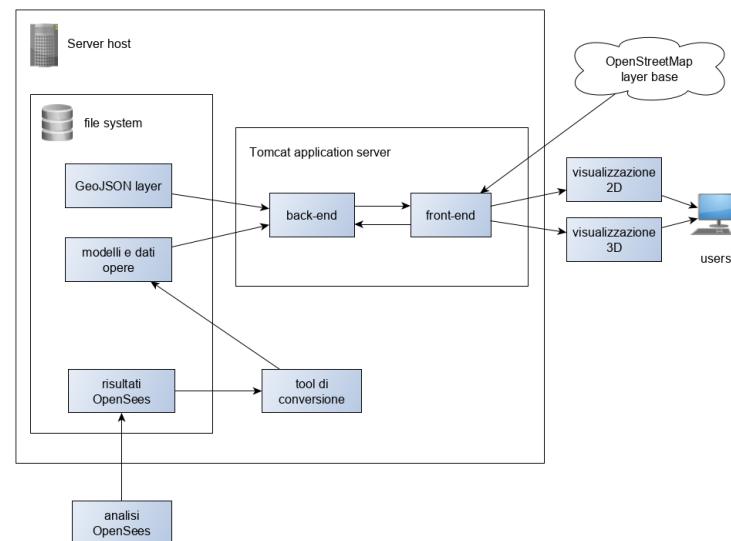 Server host
OpenStreetMap
layer base
file system
Tomcat application server
GeoJSON layer
back-end
front-end
visualizzazione
2D
visualizzazione
3D
users
modelli e dati
opere
risultati
OpenSees
tool di
conversione
analisi
OpenSees